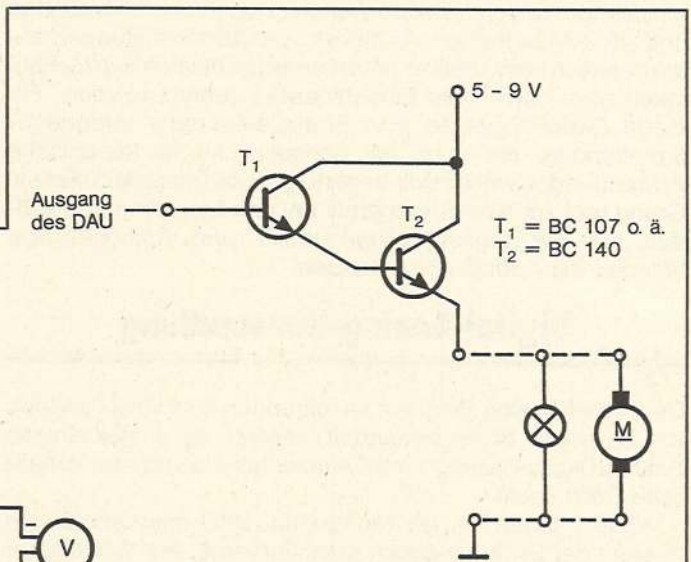 5 – 9 V
T₁
Ausgang
des DAU
T₂
T₁ = BC 107 o. ä.
T₂ = BC 140
M
–
V